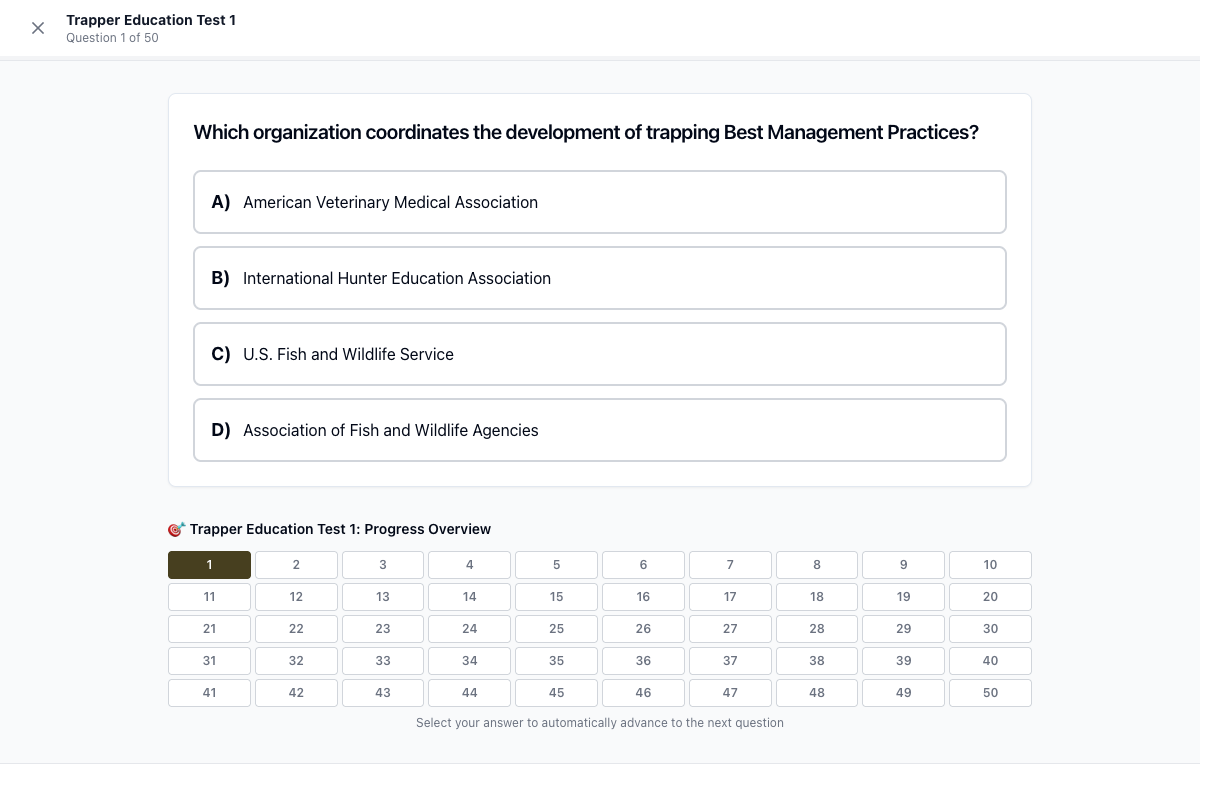 Trapper Education Test 1
Question 1 of 50
Which organization coordinates the development of trapping Best Management Practices?
A) American Veterinary Medical Association
B) International Hunter Education Association
C) U.S. Fish and Wildlife Service
D) Association of Fish and Wildlife Agencies
Trapper Education Test 1: Progress Overview
1 2 3 4 5 6 7 8 9 10
11 12 13 14 15 16 17 18 19 20
21 22 23 24 25 26 27 28 29 30
31 32 33 34 35 36 37 38 39 40
41 42 43 44 45 46 47 48 49 50
Select your answer to automatically advance to the next question